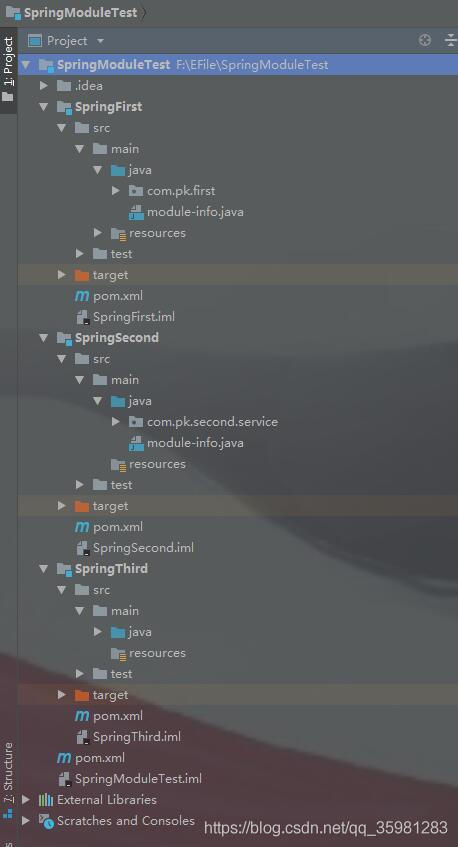 SpringModuleTest
1: Project
Project
SpringModuleTest F:\EFile\SpringModuleTest
.idea
SpringFirst
src
main
java
com.pk.first
module-info.java
resources
test
target
pom.xml
SpringFirst.iml
SpringSecond
src
main
java
com.pk.second.service
module-info.java
resources
test
target
pom.xml
SpringSecond.iml
SpringThird
src
main
java
resources
test
target
pom.xml
SpringThird.iml
pom.xml
SpringModuleTest.iml
External Libraries
Scratches and Consoles
7: Structure
https://blog.csdn.net/qq_35981283